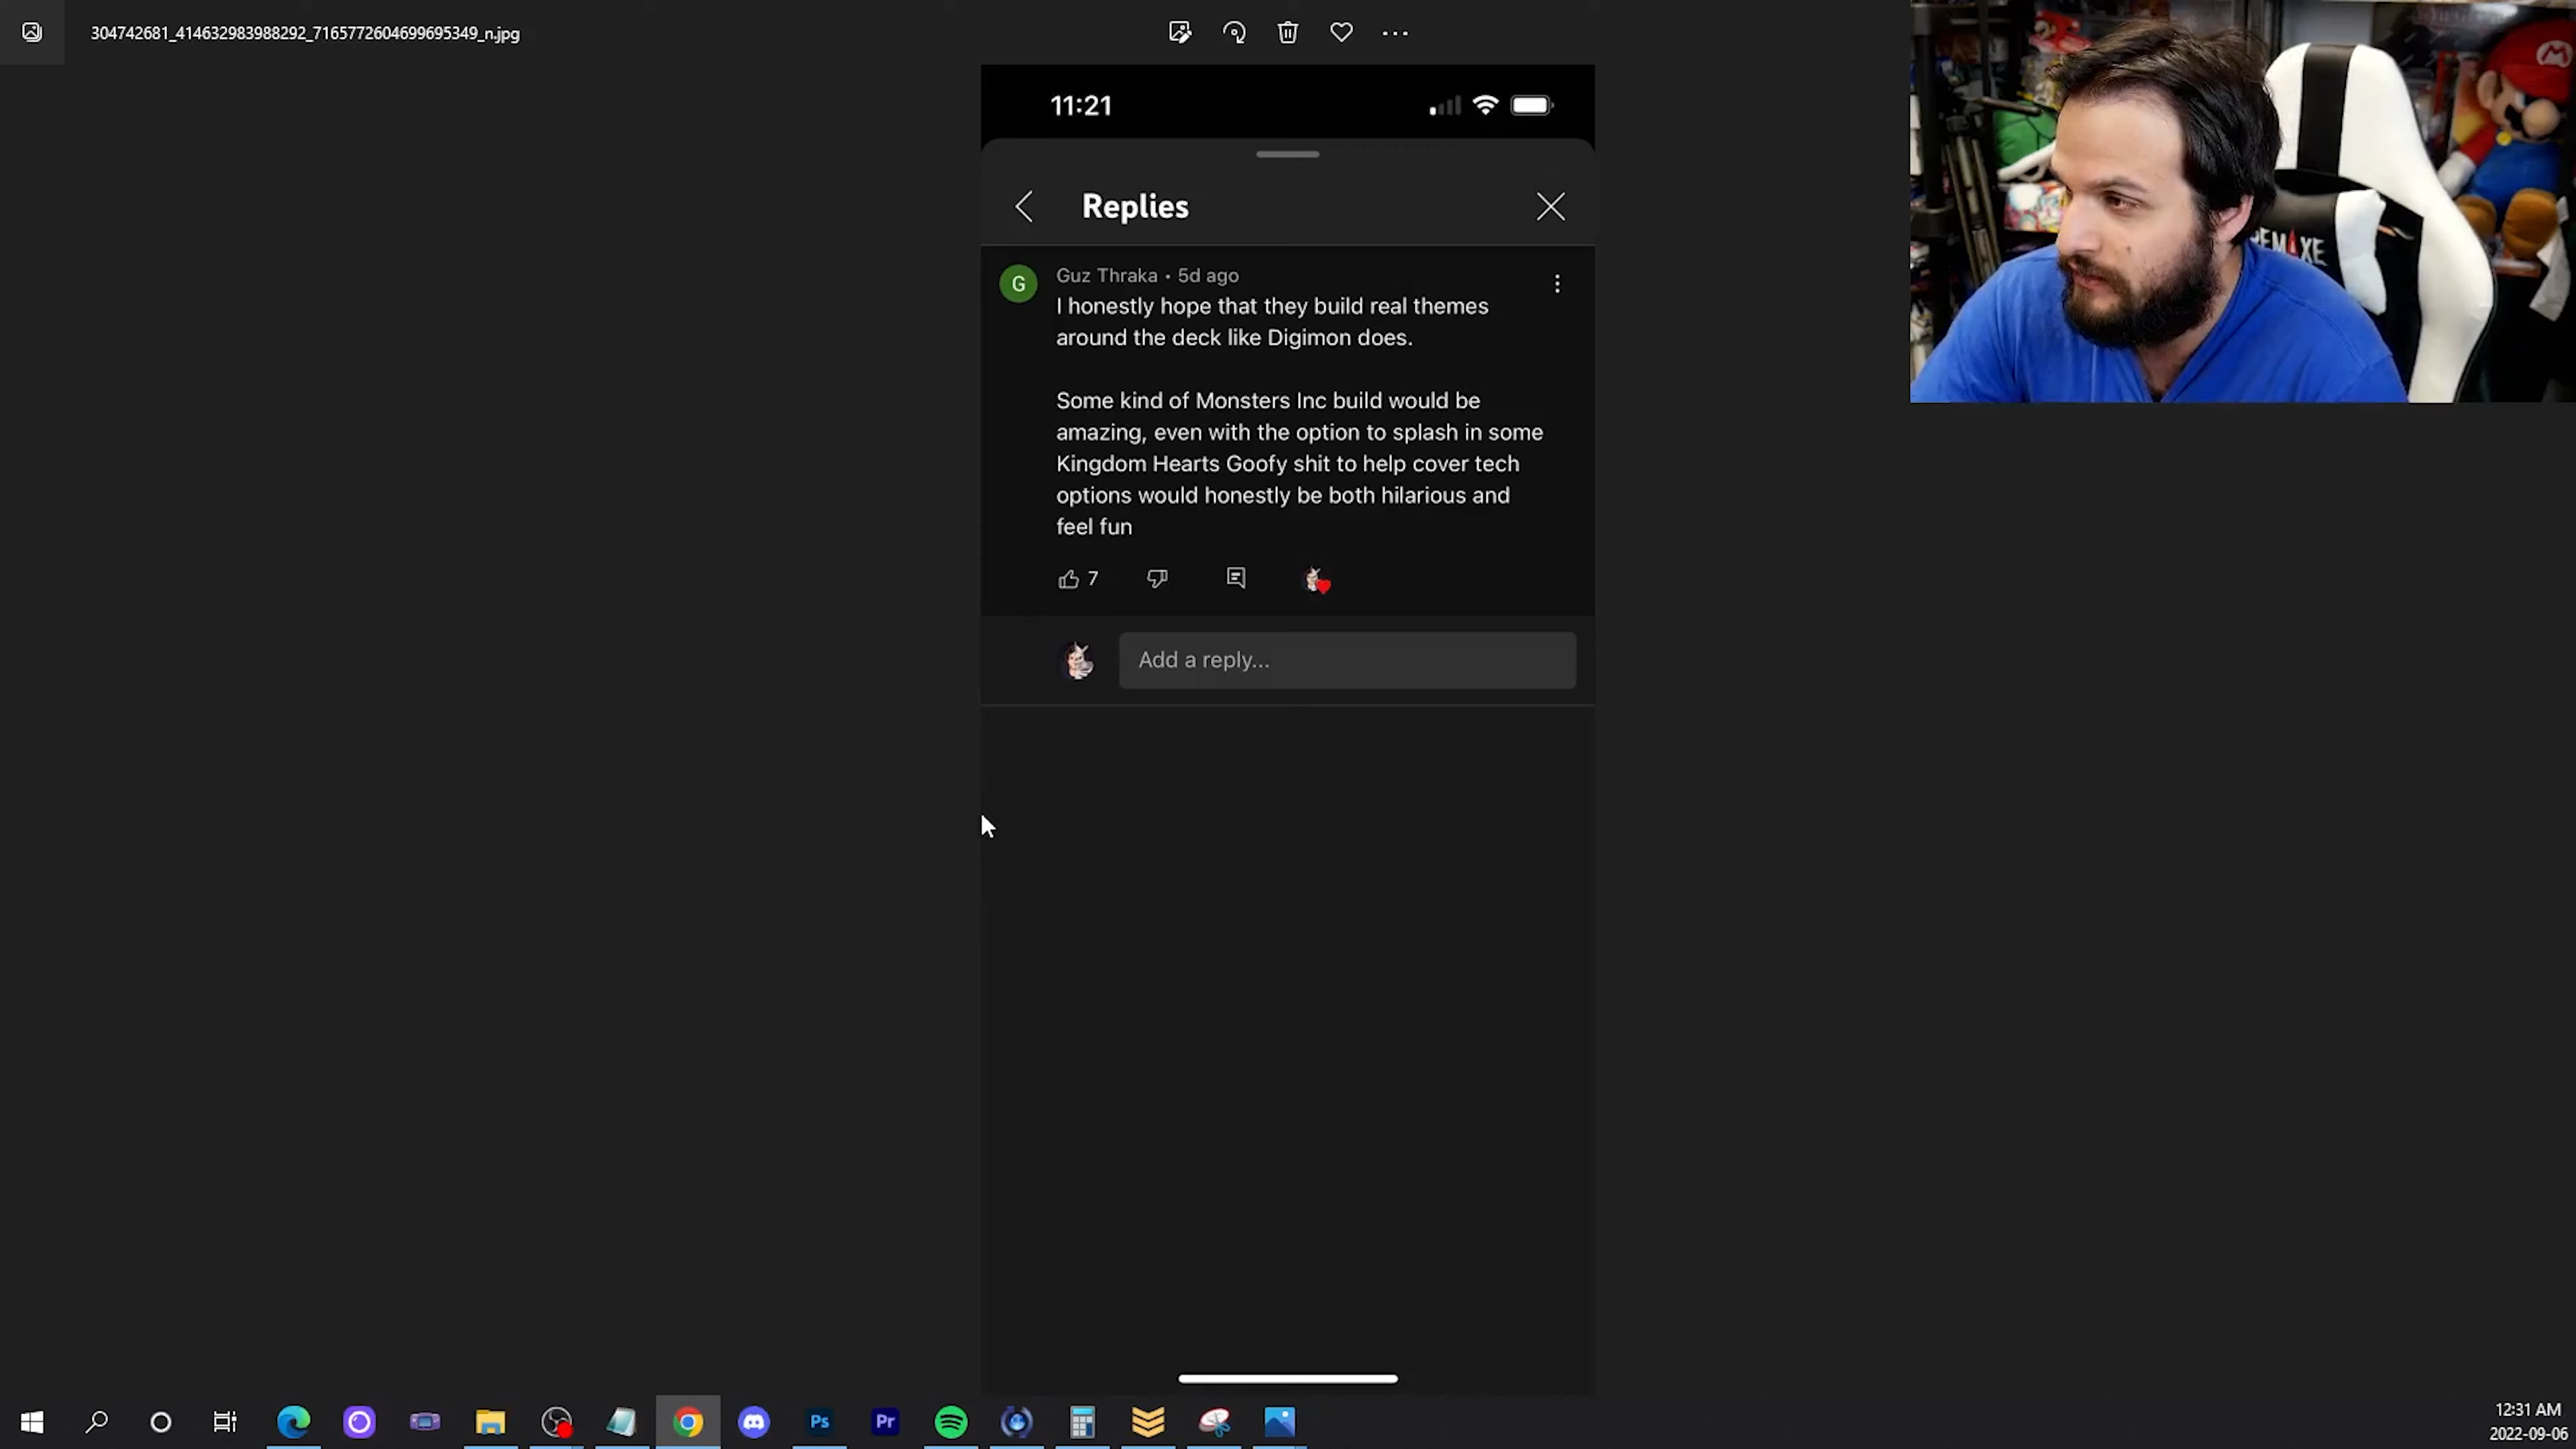 304742681_414632983988292_7165772604699695349_n.jpg
11:21
Replies
G
Guz Thraka • 5d ago
I honestly hope that they build real themes
around the deck like Digimon does.
Some kind of Monsters Inc build would be
amazing, even with the option to splash in some
Kingdom Hearts Goofy shit to help cover tech
options would honestly be both hilarious and
feel fun
7
Add a reply...
M
Ps
Pr
12:31 AM
2022-09-06